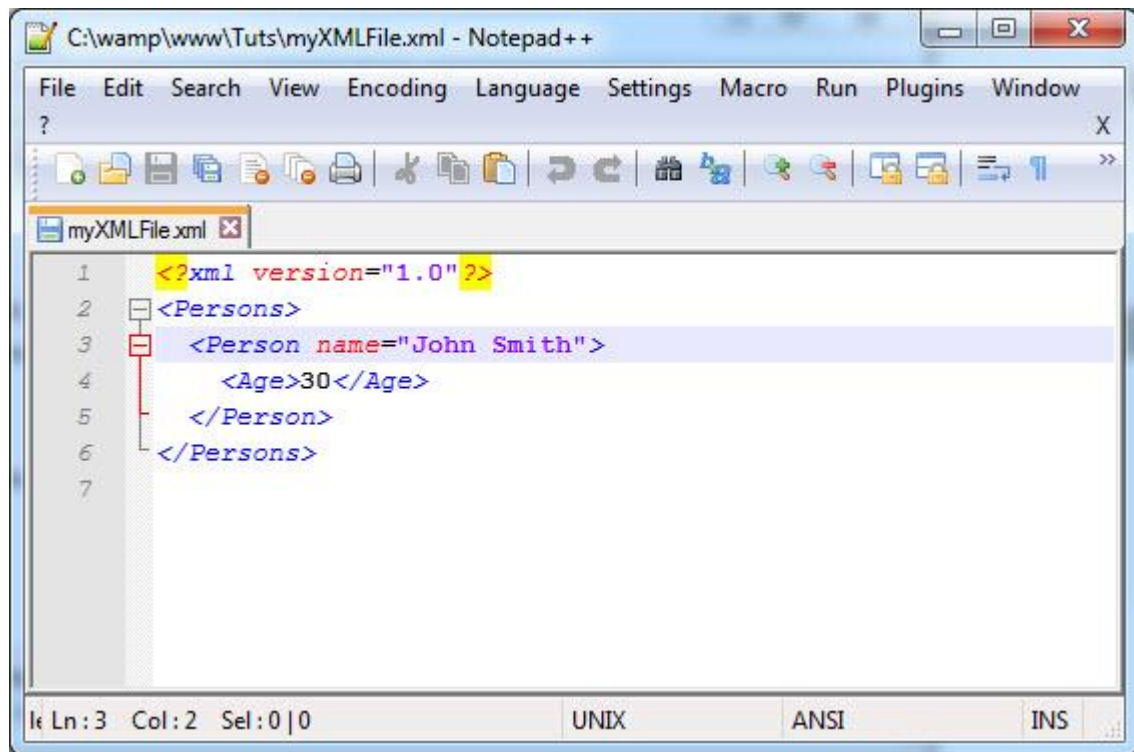 C:\wamp\www\Tuts\myXMLFile.xml - Notepad++
File Edit Search View Encoding Language Settings Macro Run Plugins Window
? X
myXMLFile.xml
1 <?xml version="1.0"?>
2 <Persons>
3 <Person name="John Smith">
4 <Age>30</Age>
5 </Person>
6 </Persons>
7
Ln : 3 Col : 2 Sel : 0 | 0 UNIX ANSI INS